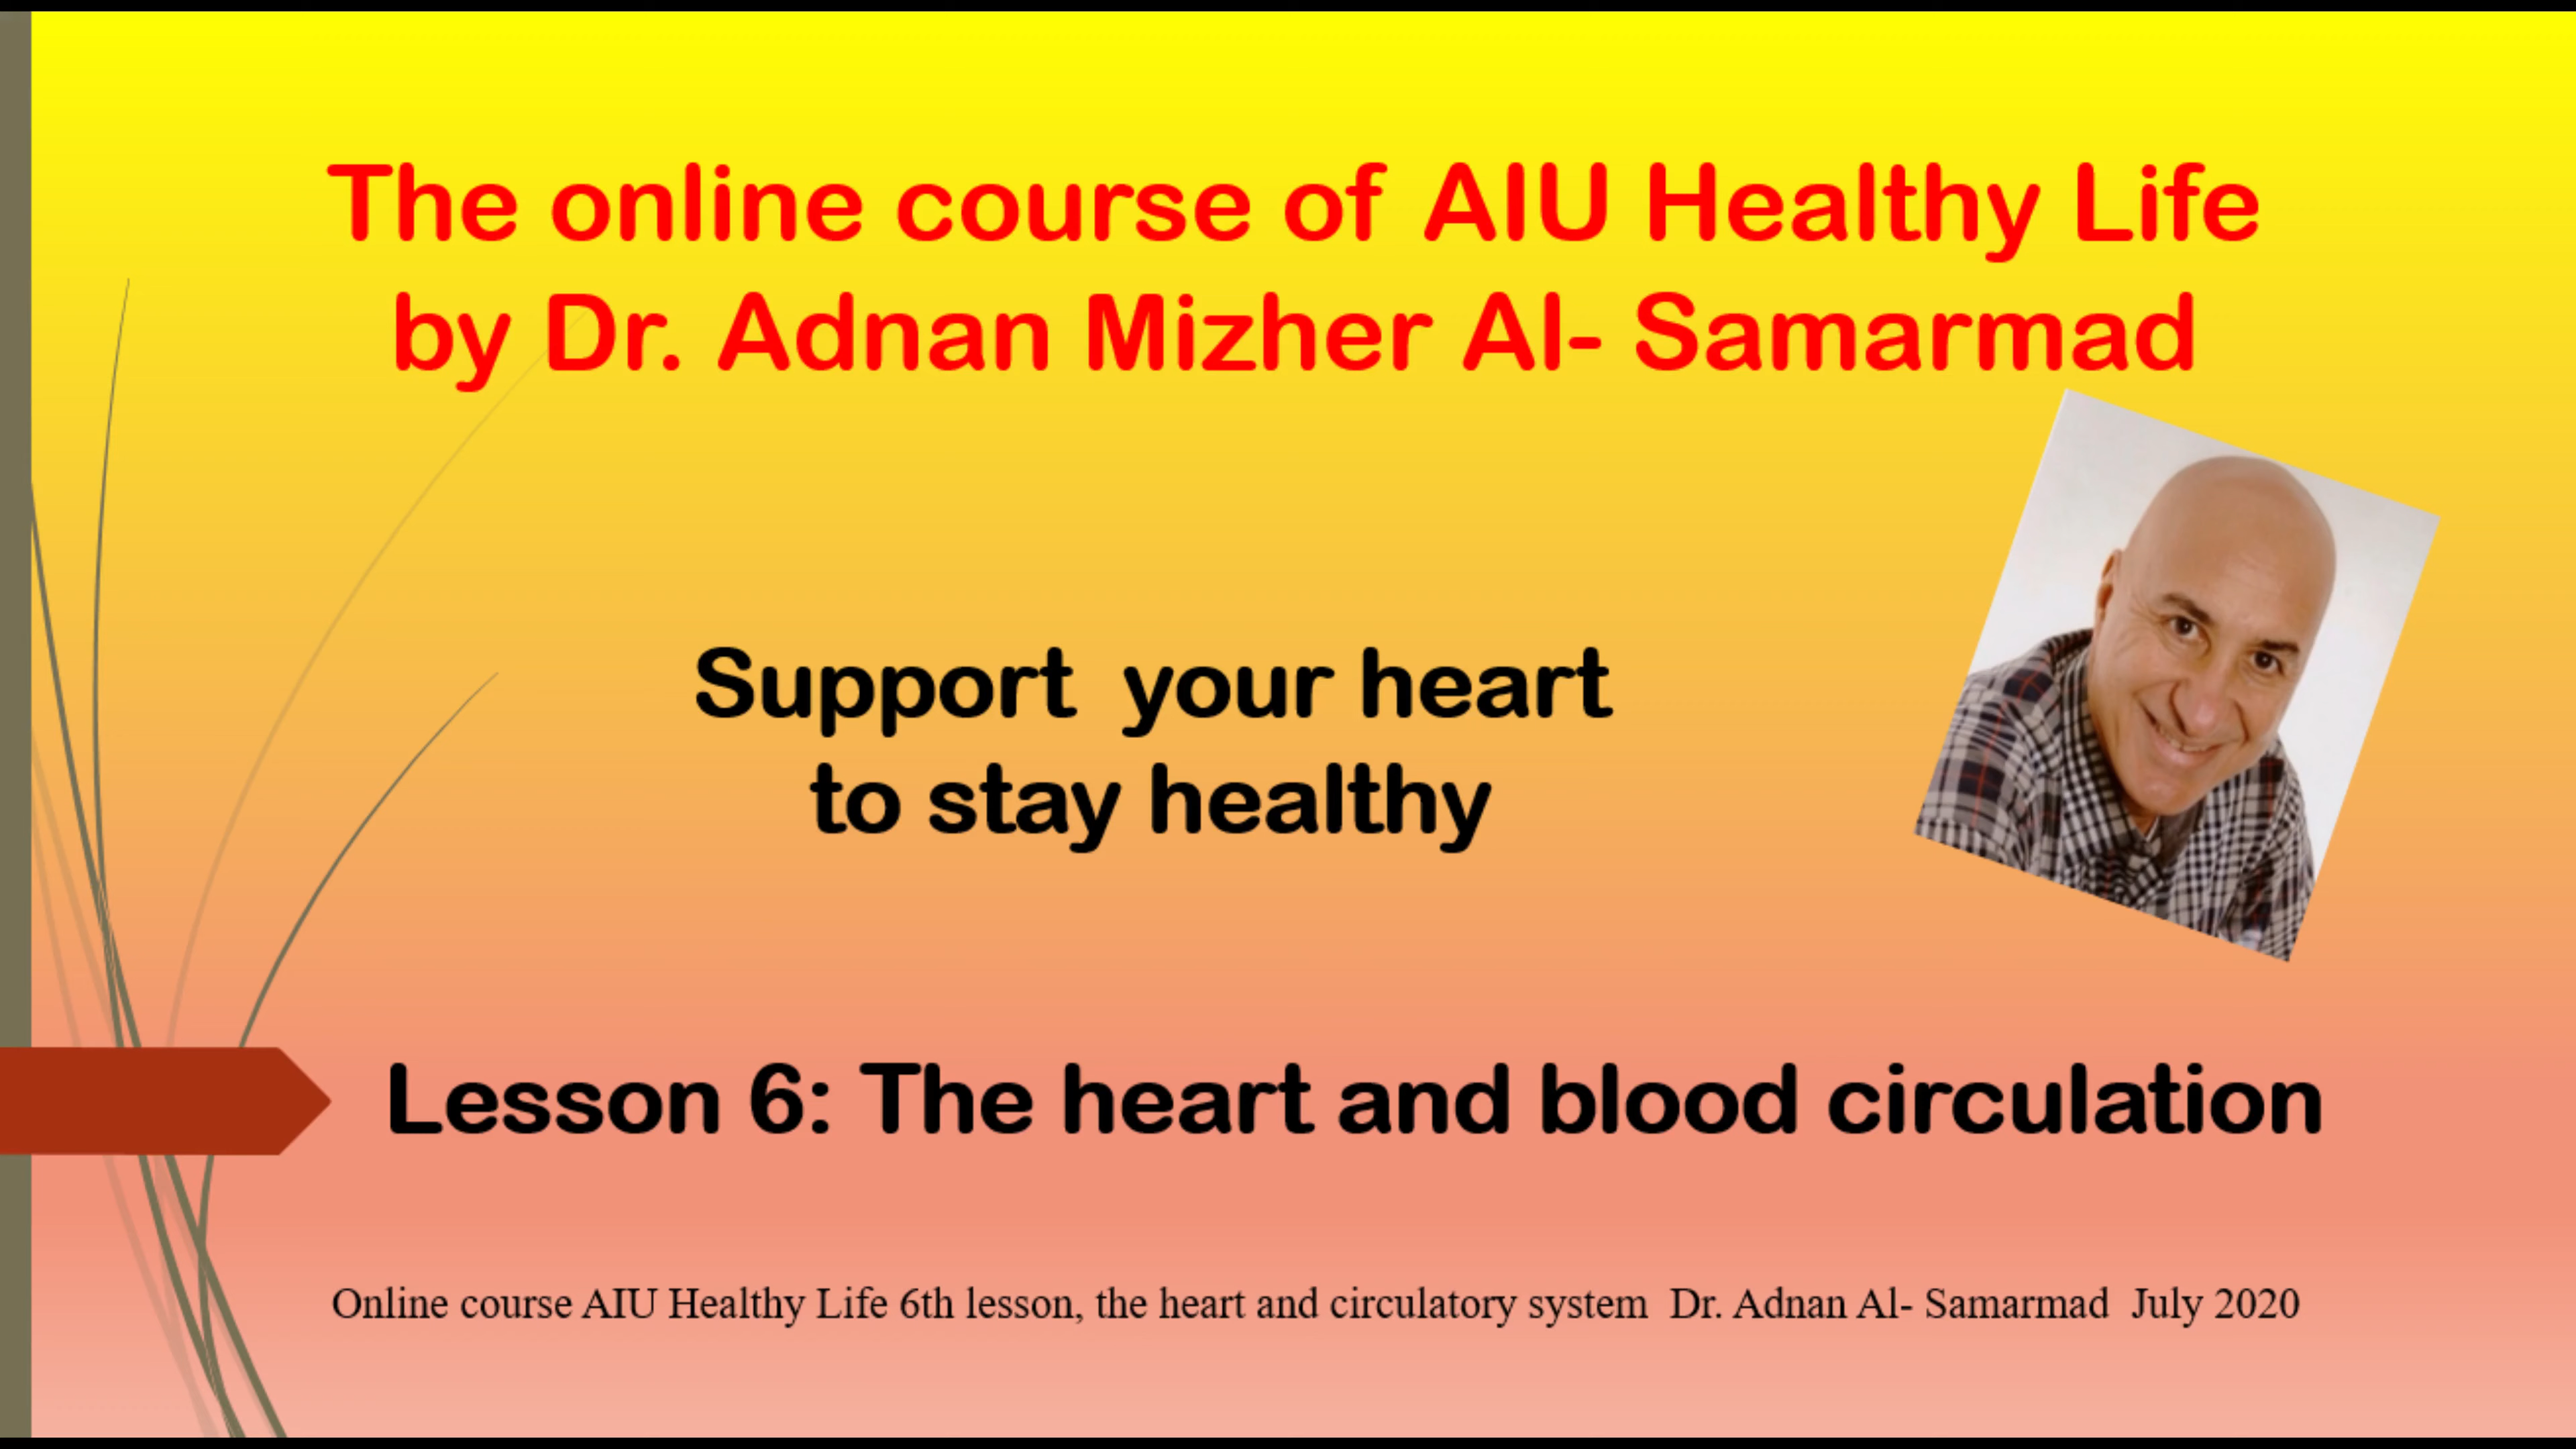 The online course of AIU Healthy Life
by Dr. Adnan Mizher Al- Samarmad
Support  your heart
to stay healthy
Lesson 6: The heart and blood circulation
Online course AIU Healthy Life 6th lesson, the heart and circulatory system  Dr. Adnan Al- Samarmad  July 2020